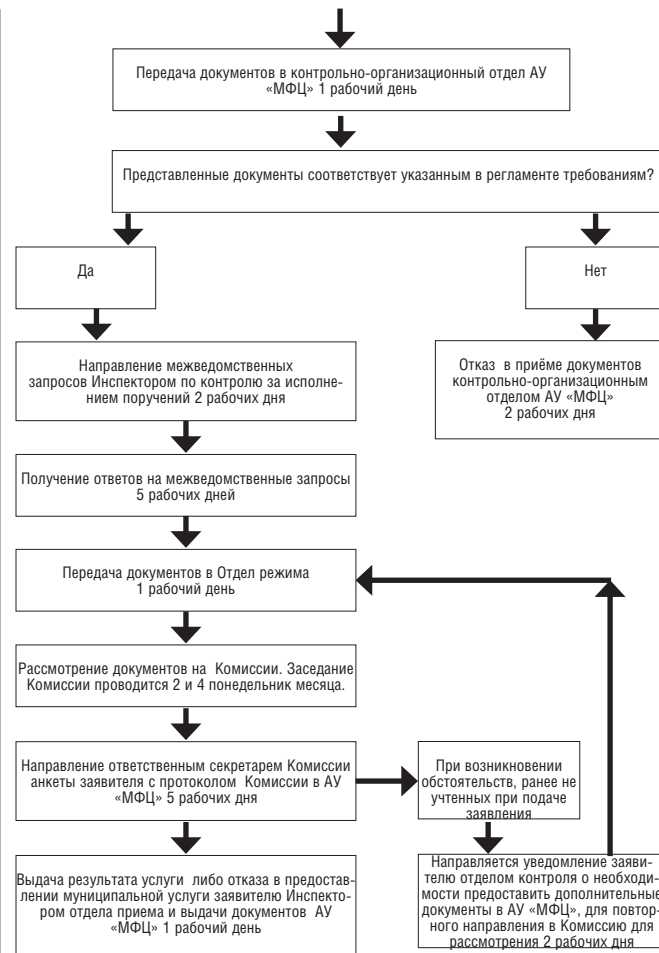 Передача документов в контрольно-организационный отдел АУ
«МФЦ» 1 рабочий день
Представленные документы соответствует указанным в регламенте требованиям?
Да
Нет
Направление межведомственных
запросов Инспектором по контролю за исполне-
нием поручений 2 рабочих дня
Отказ в приёме документов
контрольно-организационным
отделом АУ «МФЦ»
2 рабочих дня
Получение ответов на межведомственные запросы
5 рабочих дней
Передача документов в Отдел режима
1 рабочий день
Рассмотрение документов на Комиссии. Заседание
Комиссии проводится 2 и 4 понедельник месяца.
Направление ответственным секретарем Комиссии
анкеты заявителя с протоколом Комиссии в АУ
«МФЦ» 5 рабочих дня
При возникновении
обстоятельств, ранее не
учтенных при подаче
заявления
Выдача результата услуги либо отказа в предостав-
лении муниципальной услуги заявителю Инспекто-
ром отдела приема и выдачи документов АУ
«МФЦ» 1 рабочий день
Направляется уведомление заяви-
телю отделом контроля о необходи-
мости предоставить дополнительные
документы в АУ «МФЦ», для повтор-
ного направления в Комиссию для
рассмотрения 2 рабочих дня